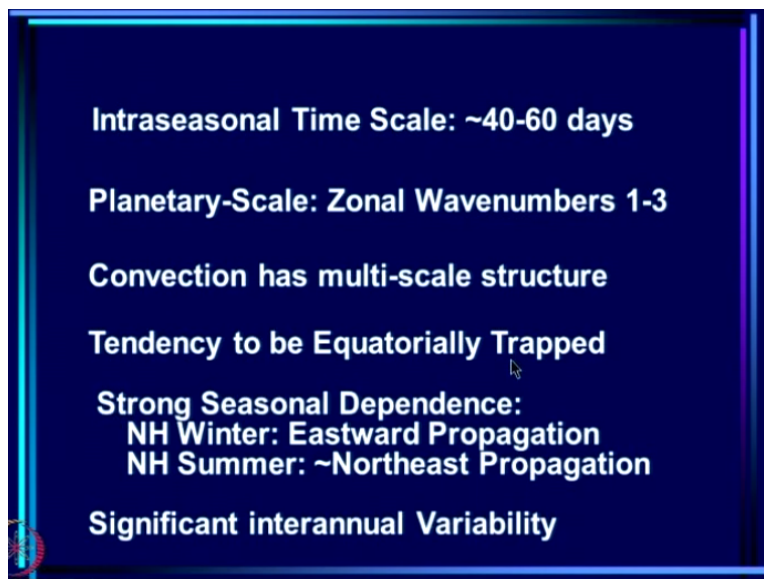 Intraseasonal Time Scale: ~40-60 days
Planetary-Scale: Zonal Wavenumbers 1-3
Convection has multi-scale structure
Tendency to be Equatorially Trapped
Strong Seasonal Dependence:
NH Winter: Eastward Propagation
NH Summer: ~Northeast Propagation
Significant interannual Variability